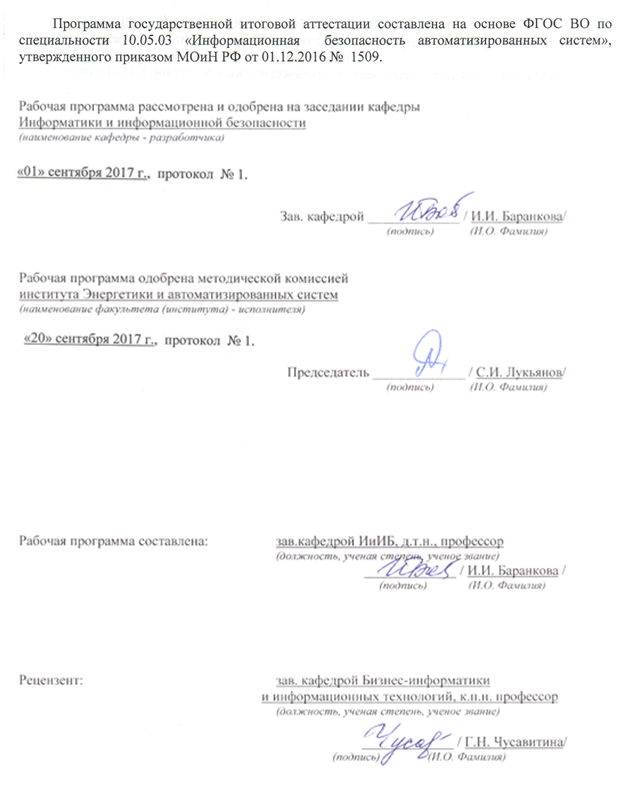 Программа государственной итоговой аттестации составлена на основе ФГОС ВО по
специальности 10.05.03 «Информационная безопасность автоматизированных систем»,
утвержденного приказом МОиН РФ от 01.12.2016 № 1509.
Рабочая программа рассмотрена и одобрена на заседании кафедры
Информатики и информационной безопасности
(наименование кафедры - разработчика)
«01» сентября 2017 г., протокол № 1.
Зав. кафедрой / И.И. Баранкова/
(подпись) (И.О. Фамилия)
Рабочая программа одобрена методической комиссией
института Энергетики и автоматизированных систем
(наименование факультета (института) - исполнителя)
«20» сентября 2017 г., протокол № 1.
Председатель / С.И. Лукьянов/
(подпись) (И.О. Фамилия)
Рабочая программа составлена: зав.кафедрой ИиИБ, д.т.н., профессор
(должность, ученая степень, ученое звание)
/ И.И. Баранкова /
(подпись) (И.О. Фамилия)
Рецензент: зав. кафедрой Бизнес-информатики
и информационных технологий, к.п.н. профессор
(должность, ученая степень, ученое звание)
/ Г.Н. Чусавитина/
(подпись) (И.О. Фамилия)